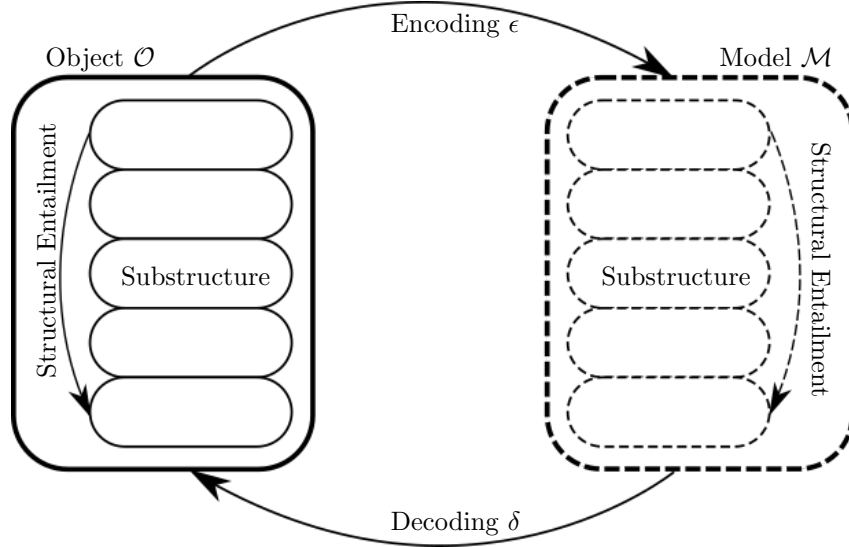 Encoding ϵ
Object 𝒪
Model ℳ
Structural Entailment
Substructure
Substructure
Structural Entailment
Decoding δ